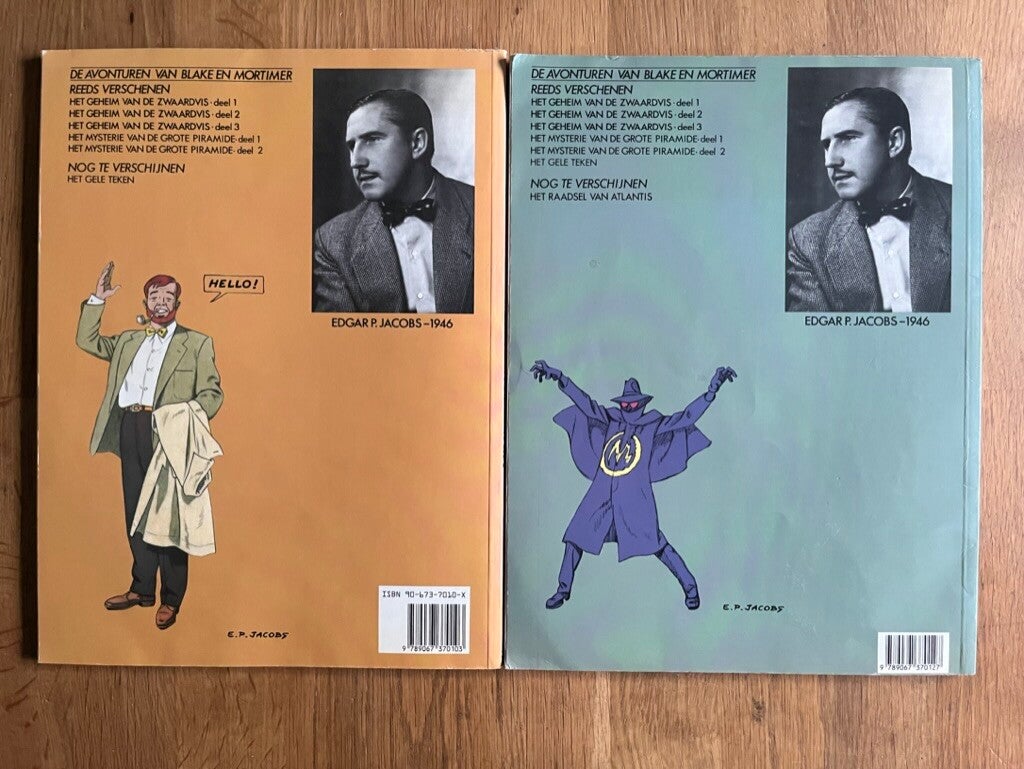 DE AVONTUREN VAN BLAKE EN MORTIMER
REEDS VERSCHENEN
HET GEHEIM VAN DE ZWAARDVIS - deel 1
HET GEHEIM VAN DE ZWAARDVIS - deel 2
HET GEHEIM VAN DE ZWAARDVIS - deel 3
HET MYSTERIE VAN DE GROTE PIRAMIDE - deel 1
HET MYSTERIE VAN DE GROTE PIRAMIDE - deel 2
NOG TE VERSCHIJNEN
HET GELE TEKEN
EDGAR P. JACOBS – 1946
HELLO!
E.P. JACOBS
ISBN 90-673-7010-X
9 789067 370103
DE AVONTUREN VAN BLAKE EN MORTIMER
REEDS VERSCHENEN
HET GEHEIM VAN DE ZWAARDVIS - deel 1
HET GEHEIM VAN DE ZWAARDVIS - deel 2
HET GEHEIM VAN DE ZWAARDVIS - deel 3
HET MYSTERIE VAN DE GROTE PIRAMIDE - deel 1
HET MYSTERIE VAN DE GROTE PIRAMIDE - deel 2
HET GELE TEKEN
NOG TE VERSCHIJNEN
HET RAADSEL VAN ATLANTIS
EDGAR P. JACOBS – 1946
M
E.P. JACOBS
9 789067 370127